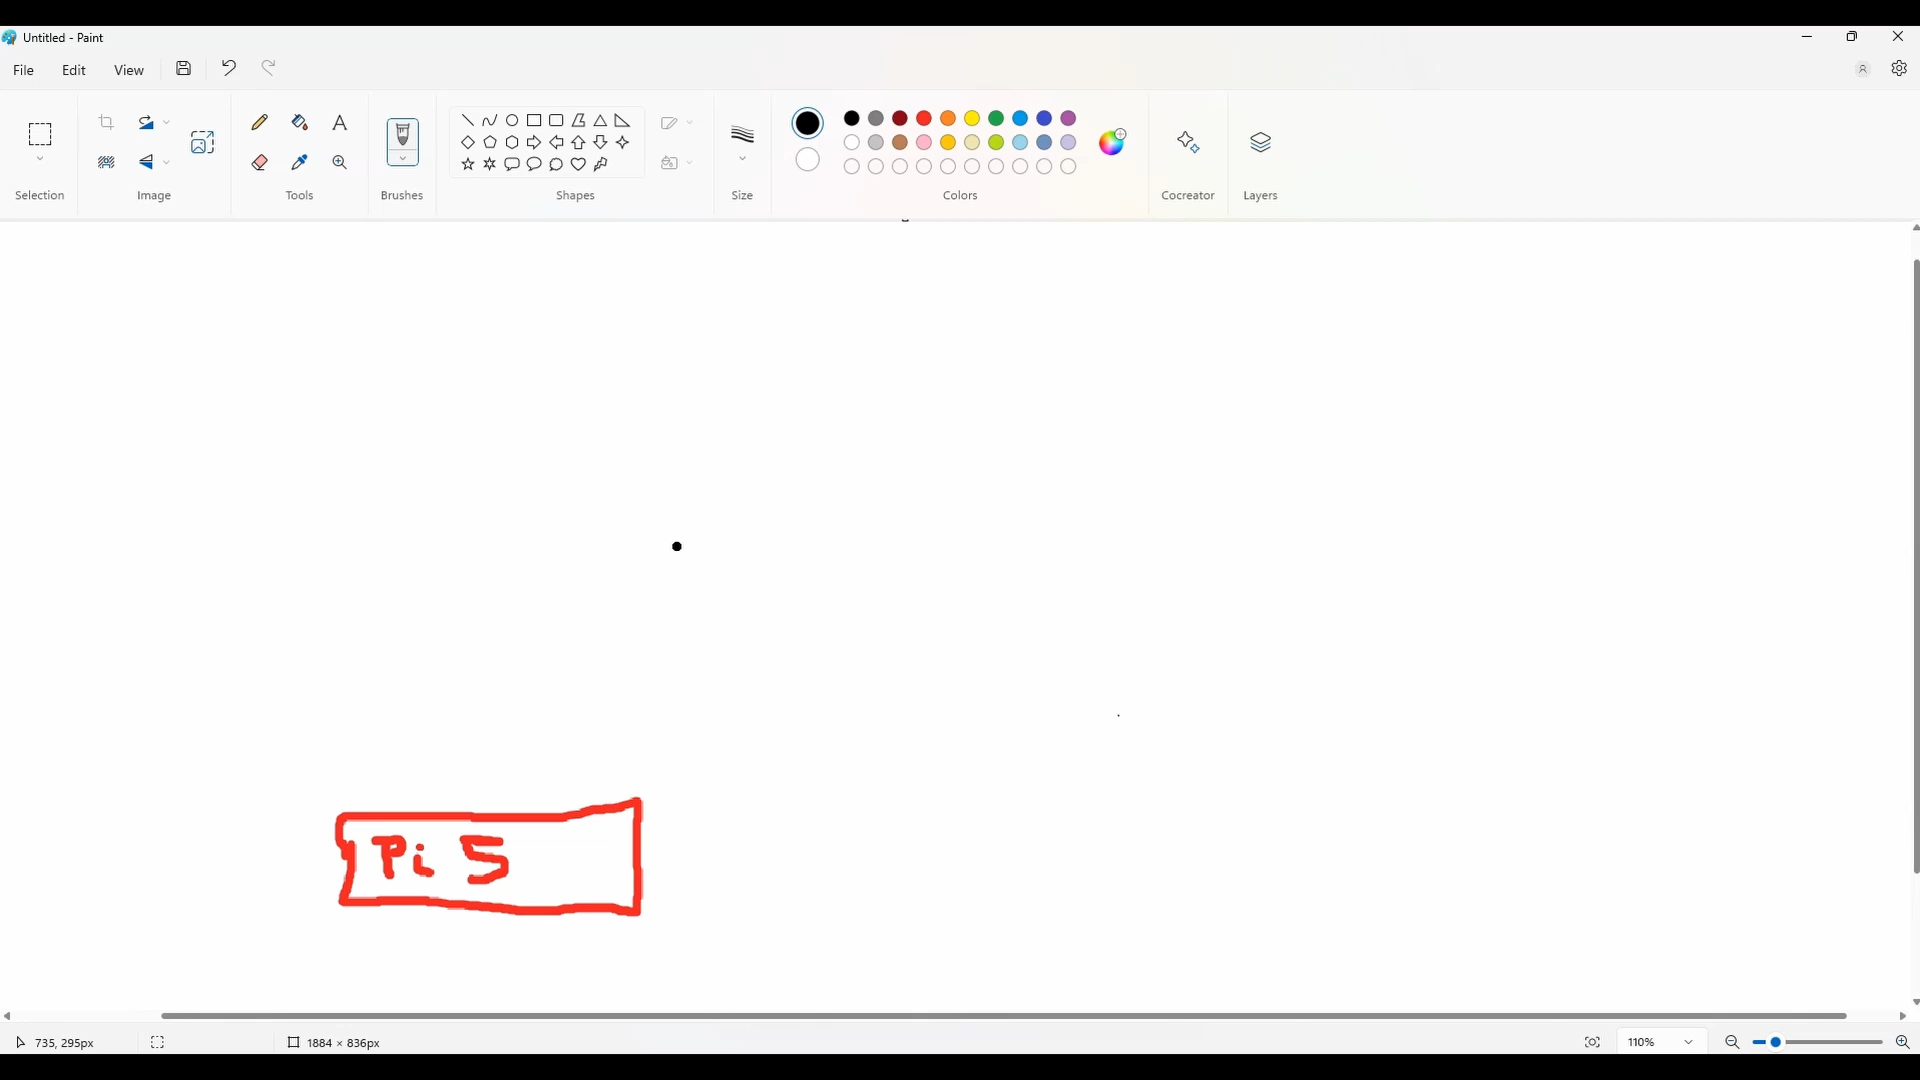 Untitled - Paint
File Edit View
Selection Image Tools Brushes Shapes Size Colors Cocreator Layers
Pi 5
735, 295px 1884 × 836px 110%